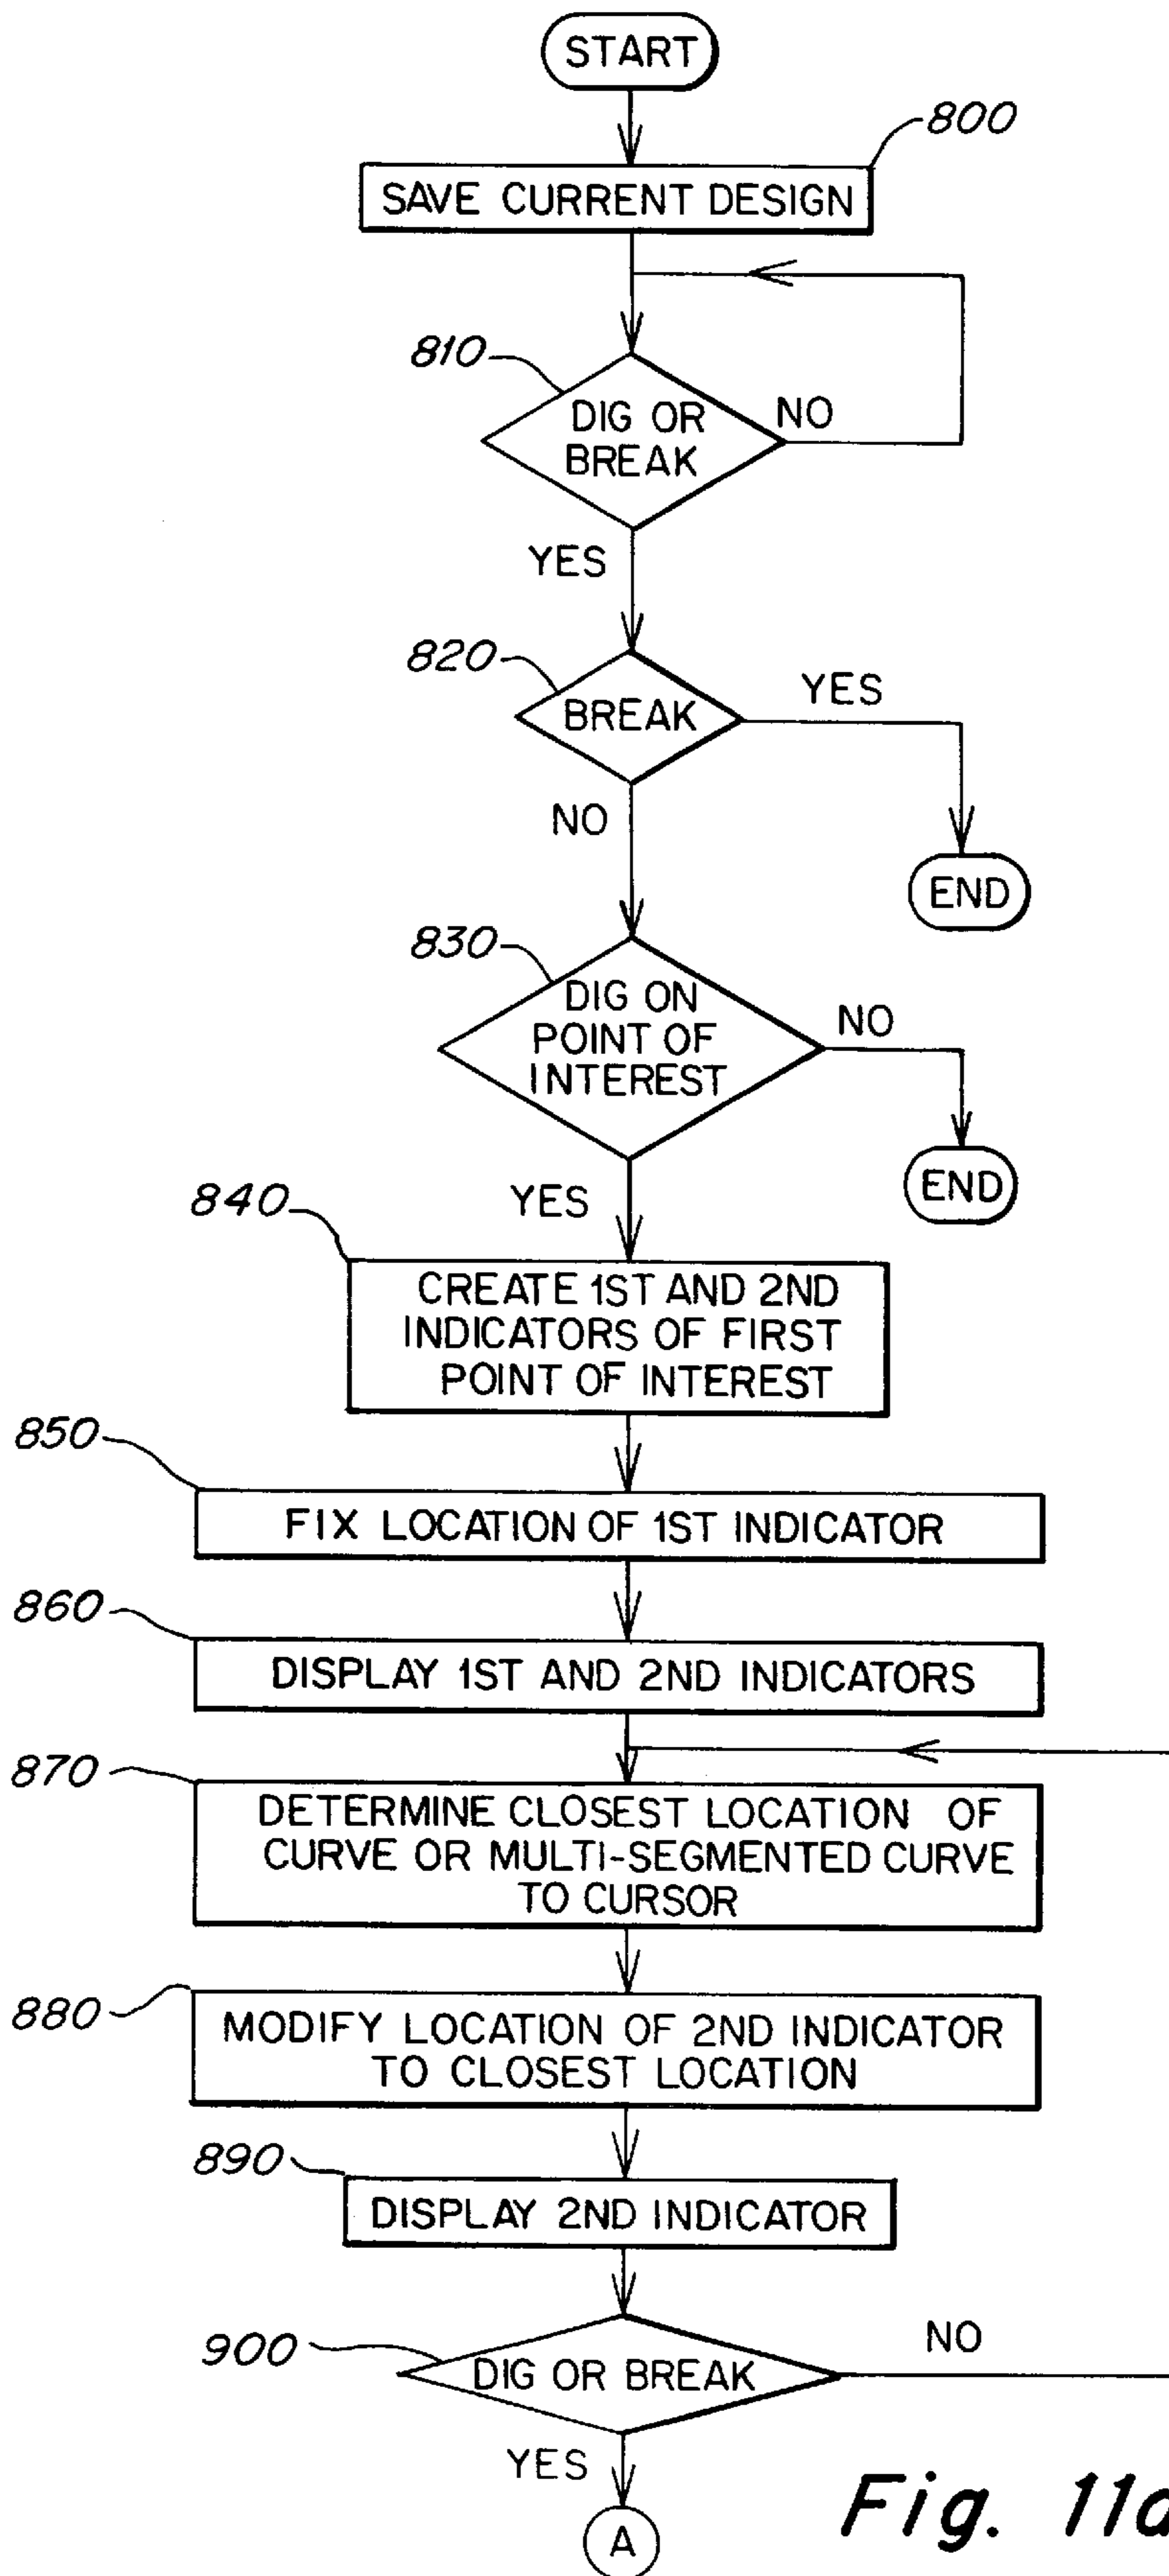 START
800
SAVE CURRENT DESIGN
810
DIG OR
BREAK
NO
YES
820
BREAK
YES
NO
END
830
DIG ON
POINT OF
INTEREST
NO
END
YES
840
CREATE 1ST AND 2ND
INDICATORS OF FIRST
POINT OF INTEREST
850
FIX LOCATION OF 1ST INDICATOR
860
DISPLAY 1ST AND 2ND INDICATORS
870
DETERMINE CLOSEST LOCATION OF
CURVE OR MULTI-SEGMENTED CURVE
TO CURSOR
880
MODIFY LOCATION OF 2ND INDICATOR
TO CLOSEST LOCATION
890
DISPLAY 2ND INDICATOR
900
DIG OR BREAK
NO
YES
A
Fig. 11a